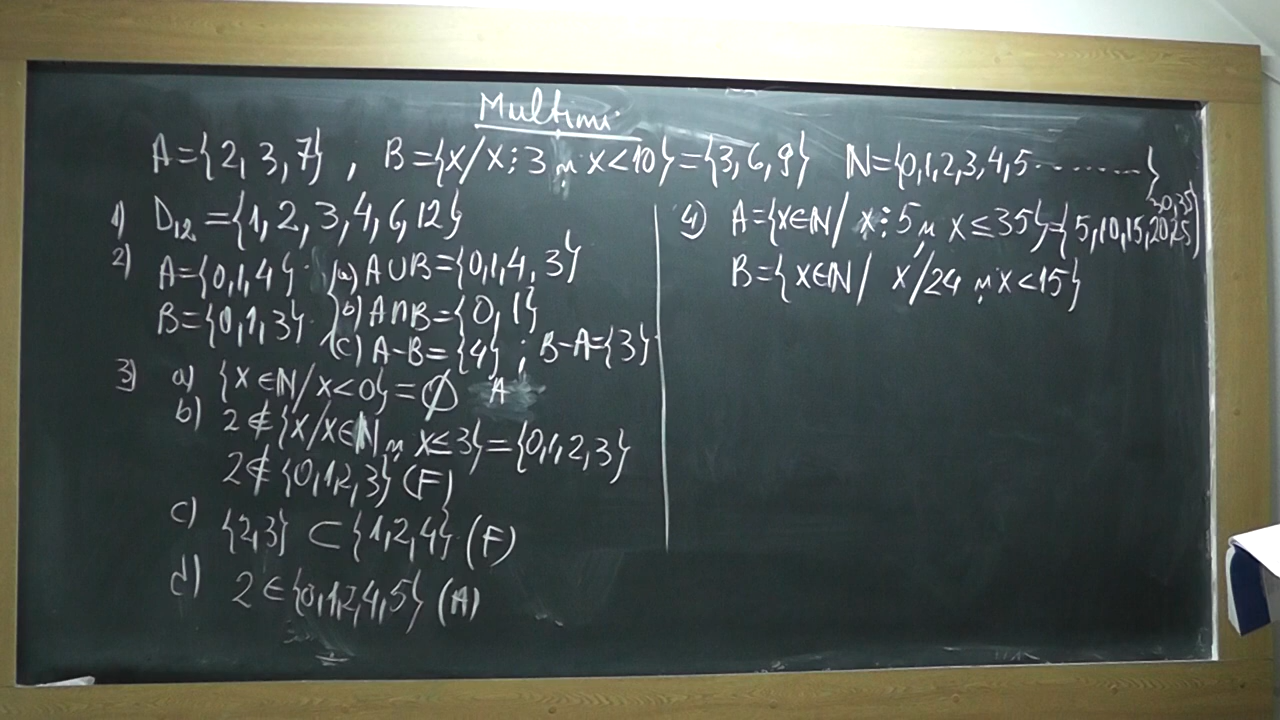 Multimi
A={2, 3, 7}, B={x/x⋮3 și x<10}={3, 6, 9} N={0,1,2,3,4,5..........}
1) D₁₂={1, 2, 3, 4, 6, 12}
2) A={0,1,4} a) A∪B={0,1,4,3}
B={0,1,3} b) A∩B={0,1}
c) A-B={4} ; B-A={3}
3) a) {x∈N/x<0}=∅ A
b) 2∉{x/x∈N și x≤3}={0,1,2,3}
2∉{0,1,2,3} (F)
c) {2,3}⊂{1,2,4} (F)
d) 2∈{0,1,2,4,5} (A)
4) A={x∈N/ x⋮5 și x≤35}={5,10,15,20,25,30,35}
B={x∈N/ x/24 și x<15}